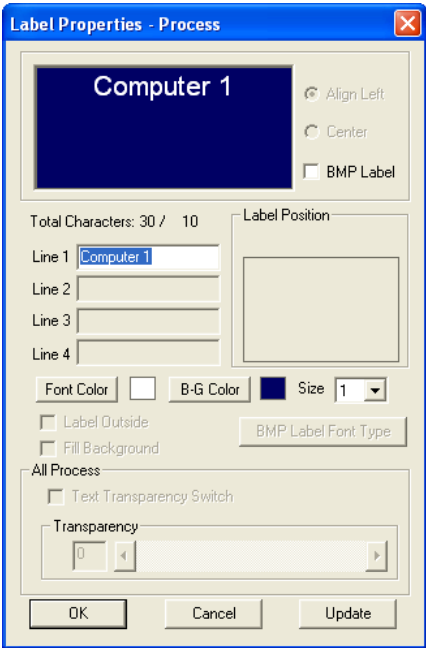 Label Properties - Process
Computer 1
Align Left
Center
BMP Label
Total Characters: 30 / 10
Label Position
Line 1 Computer 1
Line 2
Line 3
Line 4
Font Color B-G Color Size 1
Label Outside
Fill Background
BMP Label Font Type
All Process
Text Transparency Switch
Transparency
0
OK Cancel Update